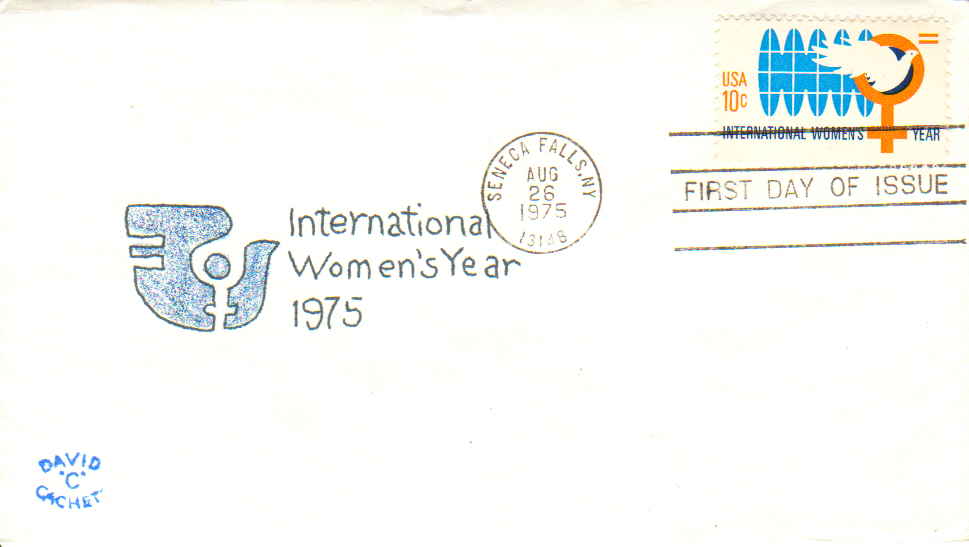 USA
10c
INTERNATIONAL WOMEN'S YEAR
SENECA FALLS, NY
AUG
26
1975
13148
FIRST DAY OF ISSUE
International
Women's Year
1975
DAVID
"C"
CACHET